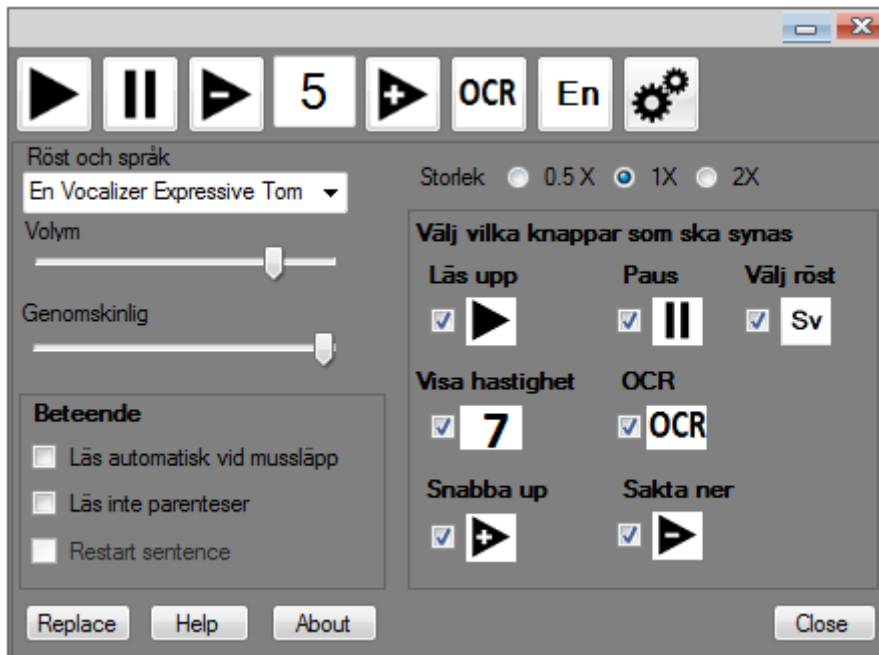 5 OCR En
Röst och språk
En Vocalizer Expressive Tom
Volym
Genomskinlig
Beteende
Läs automatisk vid mussläpp
Läs inte parenteser
Restart sentence
Storlek 0.5 X 1X 2X
Välj vilka knappar som ska synas
Läs upp Paus Välj röst
Sv
Visa hastighet OCR
7 OCR
Snabba up Sakta ner
Replace Help About Close